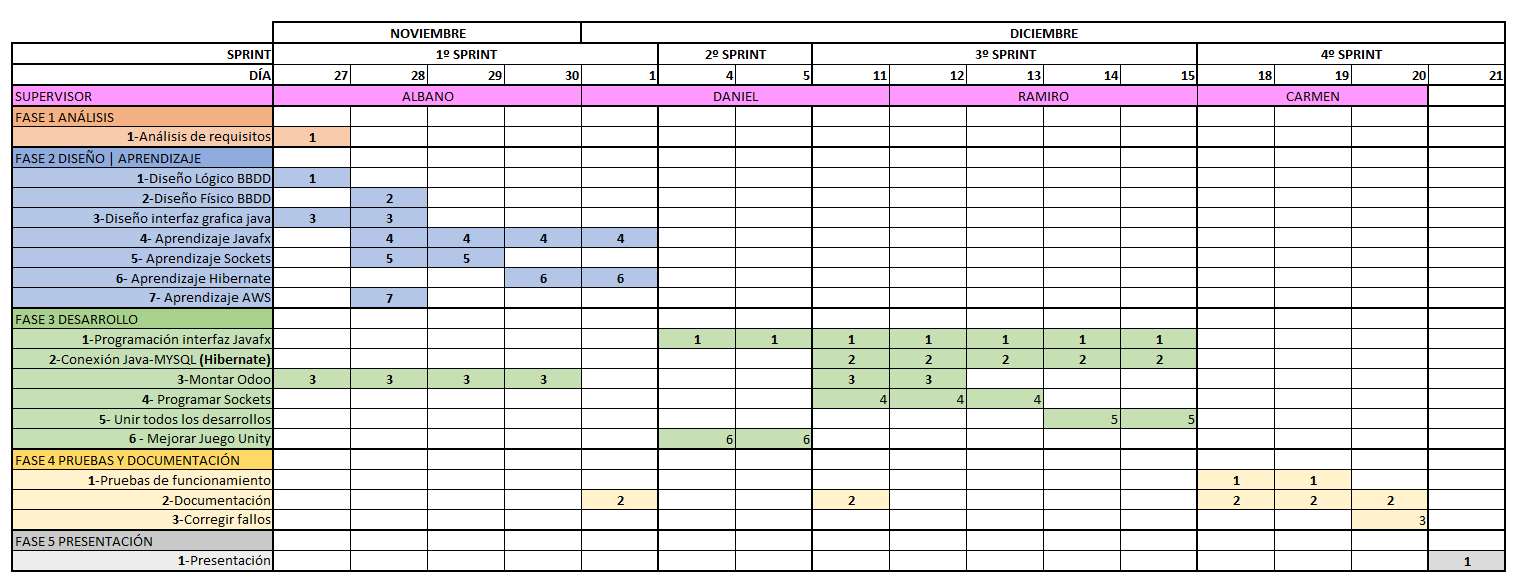 NOVIEMBRE DICIEMBRE
SPRINT 1º SPRINT 2º SPRINT 3º SPRINT 4º SPRINT
DÍA 27 28 29 30 1 4 5 11 12 13 14 15 18 19 20 21
SUPERVISOR ALBANO DANIEL RAMIRO CARMEN
FASE 1 ANÁLISIS
1-Análisis de requisitos 1
FASE 2 DISEÑO | APRENDIZAJE
1-Diseño Lógico BBDD 1
2-Diseño Físico BBDD 2
3-Diseño interfaz grafica java 3 3
4- Aprendizaje Javafx 4 4 4 4
5- Aprendizaje Sockets 5 5
6- Aprendizaje Hibernate 6 6
7- Aprendizaje AWS 7
FASE 3 DESARROLLO
1-Programación interfaz Javafx 1 1 1 1 1 1 1
2-Conexión Java-MYSQL (Hibernate) 2 2 2 2 2
3-Montar Odoo 3 3 3 3 3 3
4- Programar Sockets 4 4 4
5- Unir todos los desarrollos 5 5
6 - Mejorar Juego Unity 6 6
FASE 4 PRUEBAS Y DOCUMENTACIÓN
1-Pruebas de funcionamiento 1 1
2-Documentación 2 2 2 2 2
3-Corregir fallos 3
FASE 5 PRESENTACIÓN
1-Presentación 1